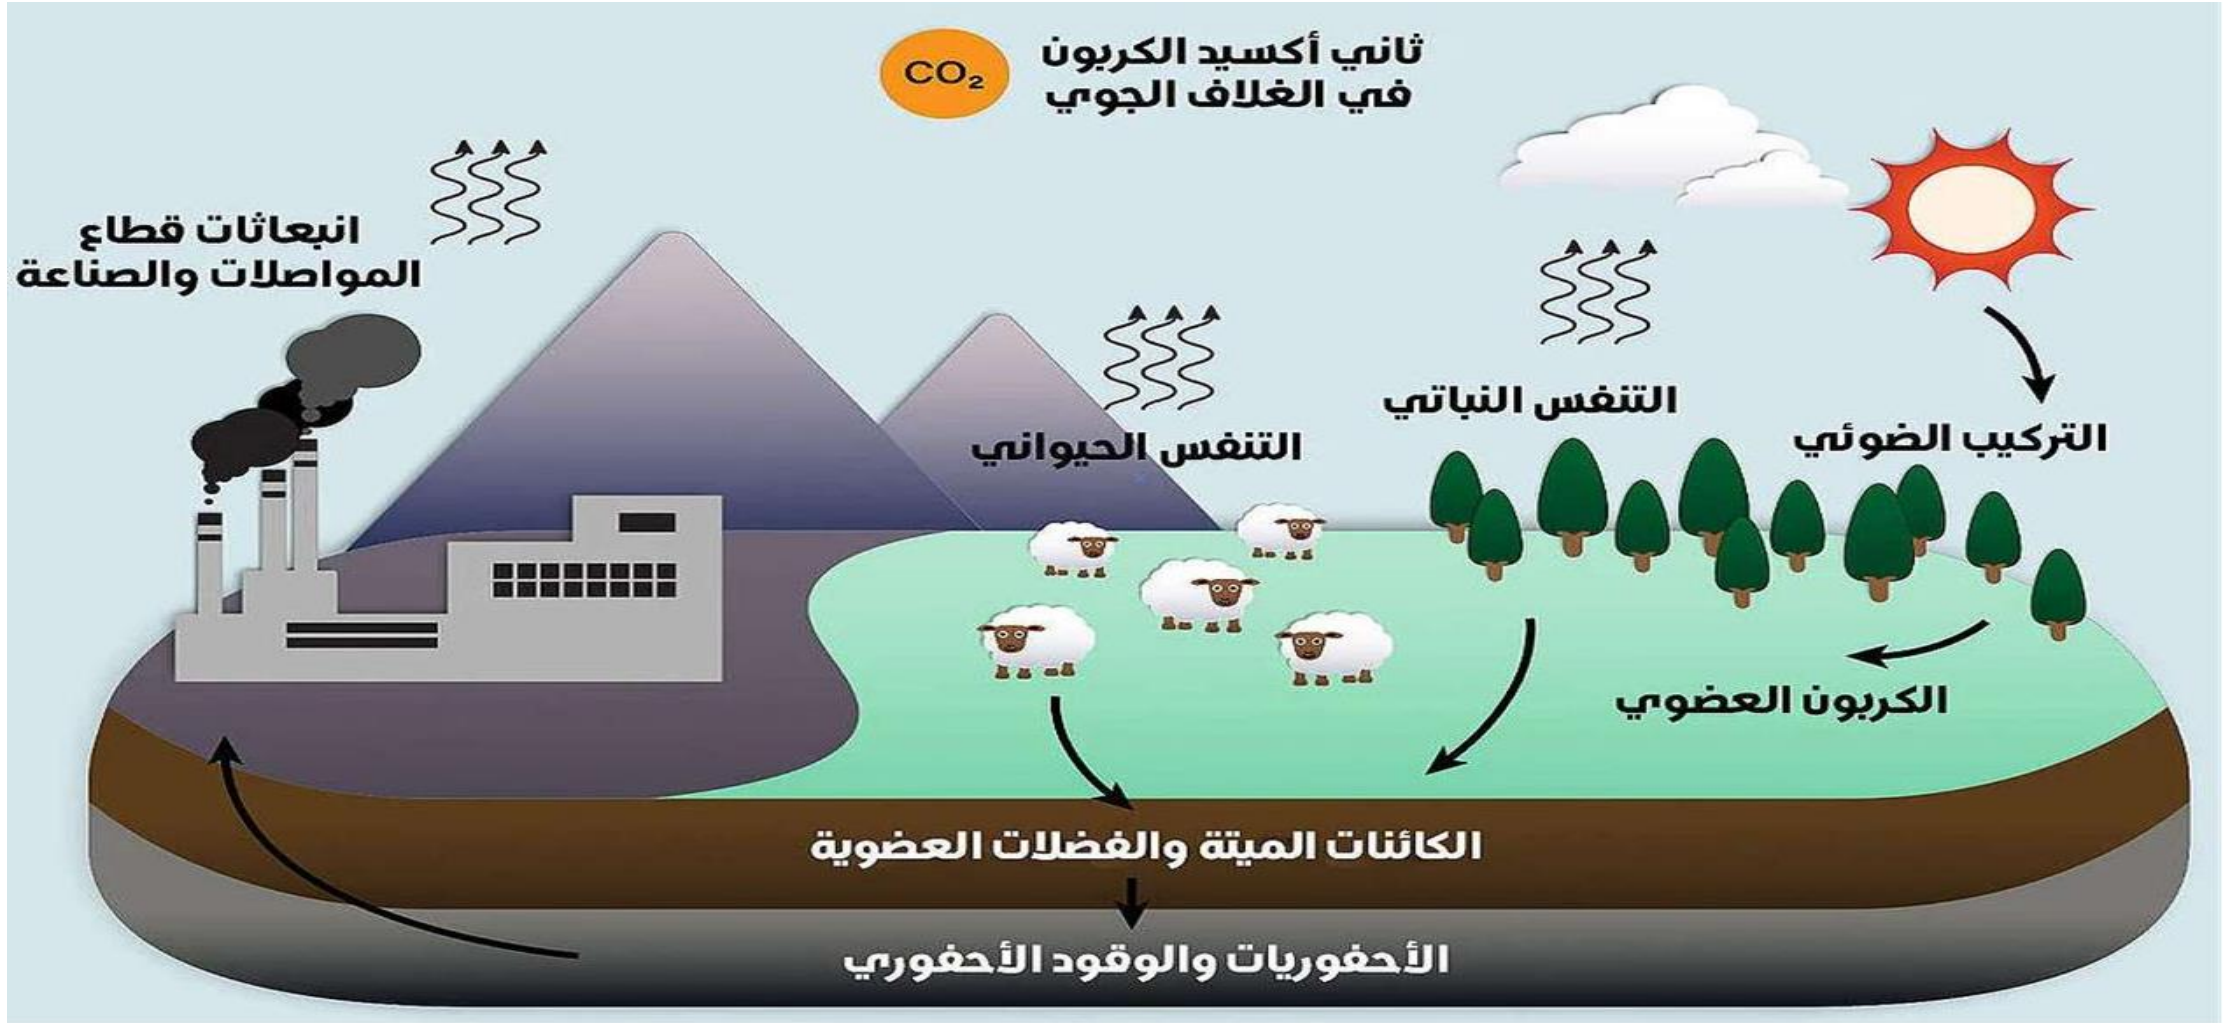 ثاني أكسيد الكربون
في الغلاف الجوي
CO₂
انبعاثات قطاع
المواصلات والصناعة
التنفس الحيواني
التنفس النباتي
التركيب الضوئي
الكربون العضوي
الكائنات الميتة والفضلات العضوية
الأحفوريات والوقود الأحفوري